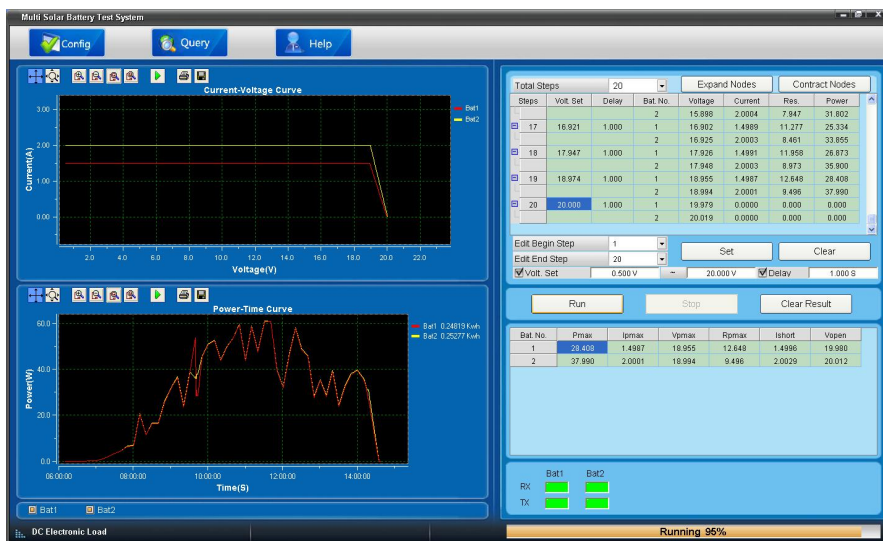 Multi Solar Battery Test System
Config Query Help
Current-Voltage Curve
Bat1
Bat2
3.00
2.00
1.00
0.00
Current(A)
2.0 4.0 6.0 8.0 10.0 12.0 14.0 16.0 18.0 20.0 22.0
Voltage(V)
Power-Time Curve
Bat1 0.24819 Kwh
Bat2 0.25277 Kwh
60.0
40.0
20.0
0.0
Power(W)
06:00:00 08:00:00 10:00:00 12:00:00 14:00:00
Time(S)
Bat1 Bat2
Total Steps 20 Expand Nodes Contract Nodes
Steps Volt. Set Delay Bat. No. Voltage Current Res. Power
2 15.898 2.0004 7.947 31.802
17 16.921 1.000 1 16.902 1.4989 11.277 25.334
2 16.925 2.0003 8.461 33.855
18 17.947 1.000 1 17.926 1.4991 11.958 26.873
2 17.948 2.0003 8.973 35.900
19 18.974 1.000 1 18.955 1.4987 12.648 28.408
2 18.994 2.0001 9.496 37.990
20 20.000 1.000 1 19.979 0.0000 0.000 0.000
2 20.019 0.0000 0.000 0.000
Edit Begin Step 1 Set Clear
Edit End Step 20
Volt. Set 0.500 V ~ 20.000 V Delay 1.000 S
Run Stop Clear Result
Bat. No. Pmax Ipmax Vpmax Rpmax Ishort Vopen
1 28.408 1.4987 18.955 12.648 1.4996 19.980
2 37.990 2.0001 18.994 9.496 2.0029 20.012
Bat1 Bat2
RX
TX
DC Electronic Load Running 95%